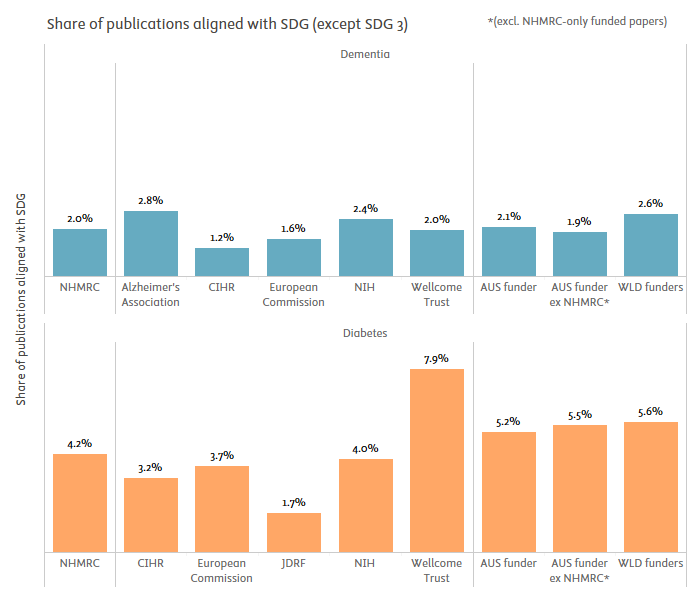 Share of publications aligned with SDG (except SDG 3)
*(excl. NHMRC-only funded papers)
Share of publications aligned with SDG
Dementia
2.0%
2.8%
1.2%
1.6%
2.4%
2.0%
2.1%
1.9%
2.6%
NHMRC
Alzheimer's
Association
CIHR
European
Commission
NIH
Wellcome
Trust
AUS funder
AUS funder
ex NHMRC*
WLD funders
Diabetes
4.2%
3.2%
3.7%
1.7%
4.0%
7.9%
5.2%
5.5%
5.6%
NHMRC
CIHR
European
Commission
JDRF
NIH
Wellcome
Trust
AUS funder
AUS funder
ex NHMRC*
WLD funders